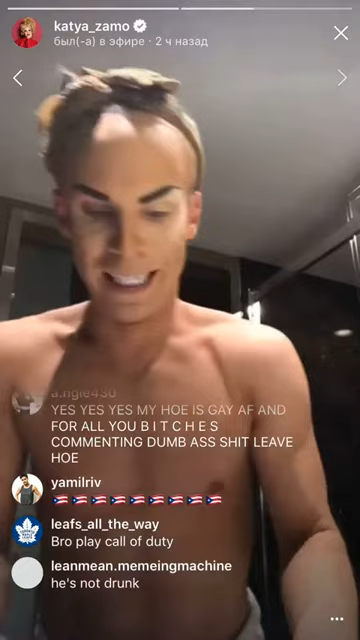 katya_zamo
был(-а) в эфире · 2 ч назад
a.ngie430
YES YES YES MY HOE IS GAY AF AND
FOR ALL YOU B I T C H E S
COMMENTING DUMB ASS SHIT LEAVE
HOE
yamilriv
🇵🇷🇵🇷🇵🇷🇵🇷🇵🇷🇵🇷🇵🇷🇵🇷🇵🇷
leafs_all_the_way
Bro play call of duty
leanmean.memeingmachine
he's not drunk